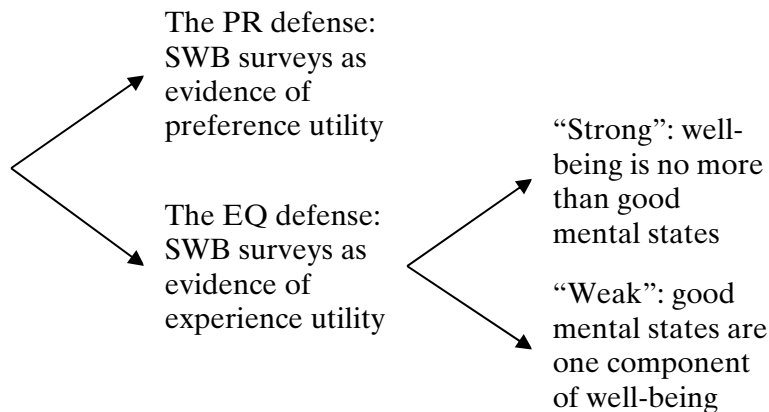 The PR defense:
SWB surveys as
evidence of
preference utility
The EQ defense:
SWB surveys as
evidence of
experience utility
“Strong”: well-
being is no more
than good
mental states
“Weak”: good
mental states are
one component
of well-being